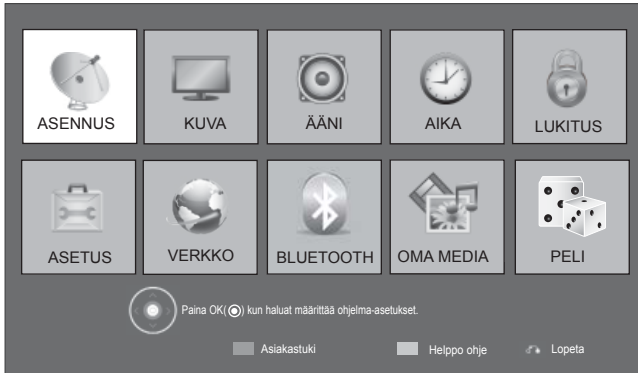 ASENNUS KUVA ÄÄNI AIKA LUKITUS
ASETUS VERKKO BLUETOOTH OMA MEDIA PELI
Paina OK(◉) kun haluat määrittää ohjelma-asetukset.
Asiakastuki Helppo ohje Lopeta